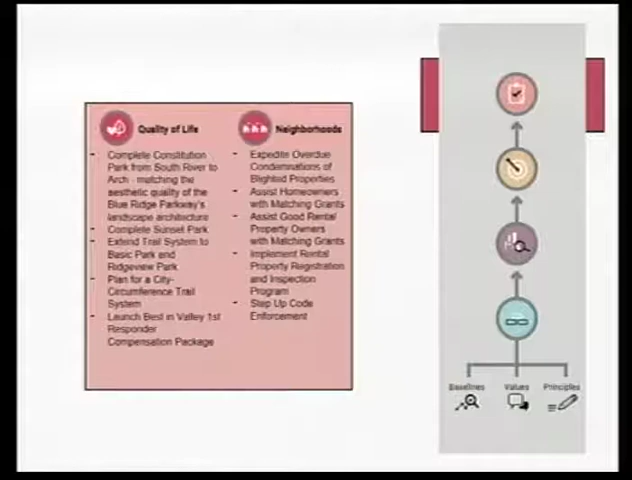 Quality of Life
- Complete Constitution
Park from South River to
Arch - matching the
aesthetic quality of the
Blue Ridge Parkway's
landscape architecture
- Complete Sunset Park
- Extend Trail System to
Basic Park and
Ridgeview Park
- Plan for a City-
Circumference Trail
System
- Launch Best in Valley 1st
Responder
Compensation Package
Neighborhoods
- Expedite Overdue
Condemnations of
Blighted Properties
- Assist Homeowners
with Matching Grants
- Assist Good Rental
Property Owners
with Matching Grants
- Implement Rental
Property Registration
and Inspection
Program
- Step Up Code
Enforcement
Baselines
Values
Principles